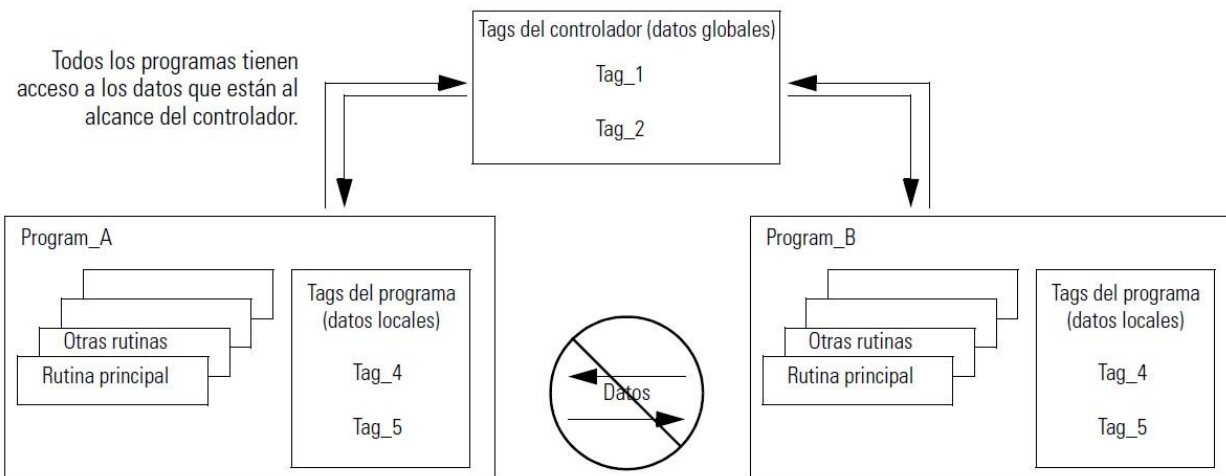 Tags del controlador (datos globales)
Tag_1
Tag_2
Todos los programas tienen
acceso a los datos que están al
alcance del controlador.
Program_A
Otras rutinas
Rutina principal
Tags del programa
(datos locales)
Tag_4
Tag_5
Datos
Program_B
Otras rutinas
Rutina principal
Tags del programa
(datos locales)
Tag_4
Tag_5